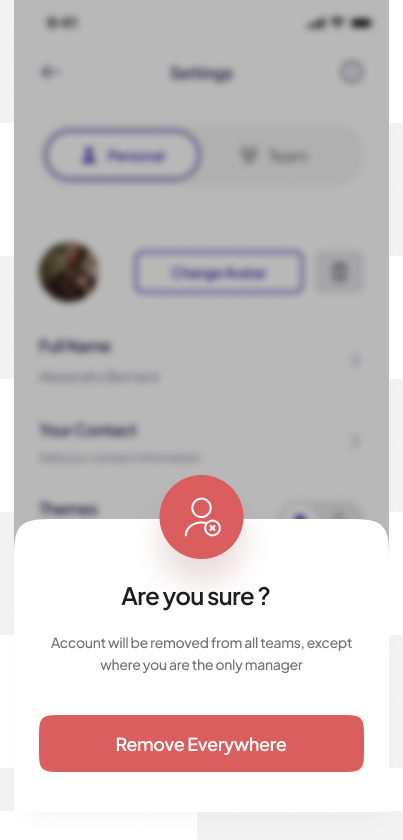 9:41
Settings
Personal
Team
Change Avatar
Full Name
Alexandre Bernard
Your Contact
Add your contact information
Themes
Are you sure ?
Account will be removed from all teams, except
where you are the only manager
Remove Everywhere